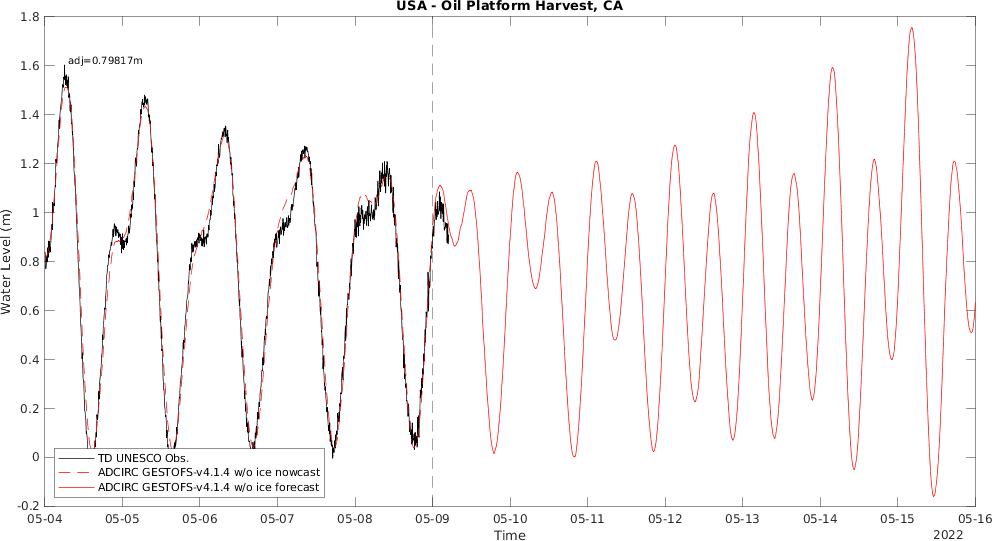 USA - Oil Platform Harvest, CA
1.8
1.6
1.4
1.2
1
0.8
0.6
0.4
0.2
0
-0.2
Water Level (m)
adj=0.79817m
TD UNESCO Obs.
ADCIRC GESTOFS-v4.1.4 w/o ice nowcast
ADCIRC GESTOFS-v4.1.4 w/o ice forecast
05-04 05-05 05-06 05-07 05-08 05-09 05-10 05-11 05-12 05-13 05-14 05-15 05-16
Time
2022